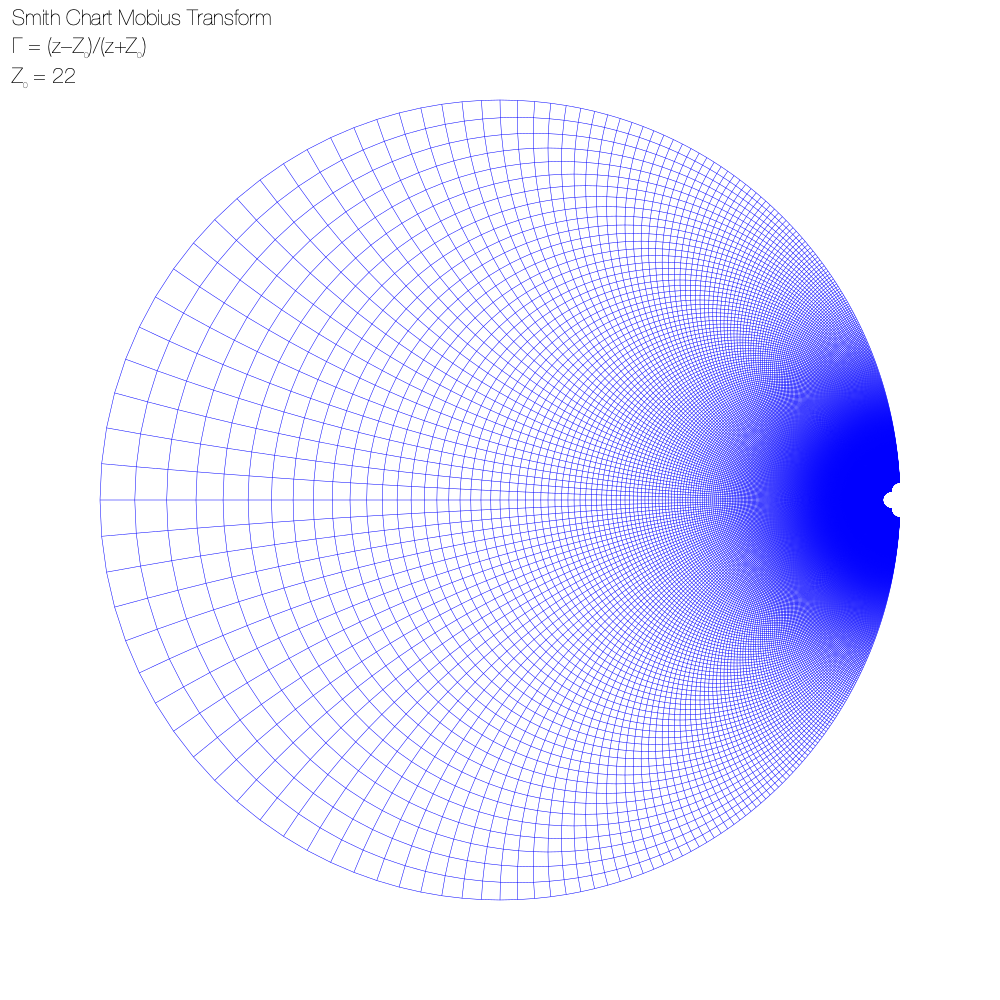 Smith Chart Mobius Transform
Γ = (z−Z₀)/(z+Z₀)
Z₀ = 22